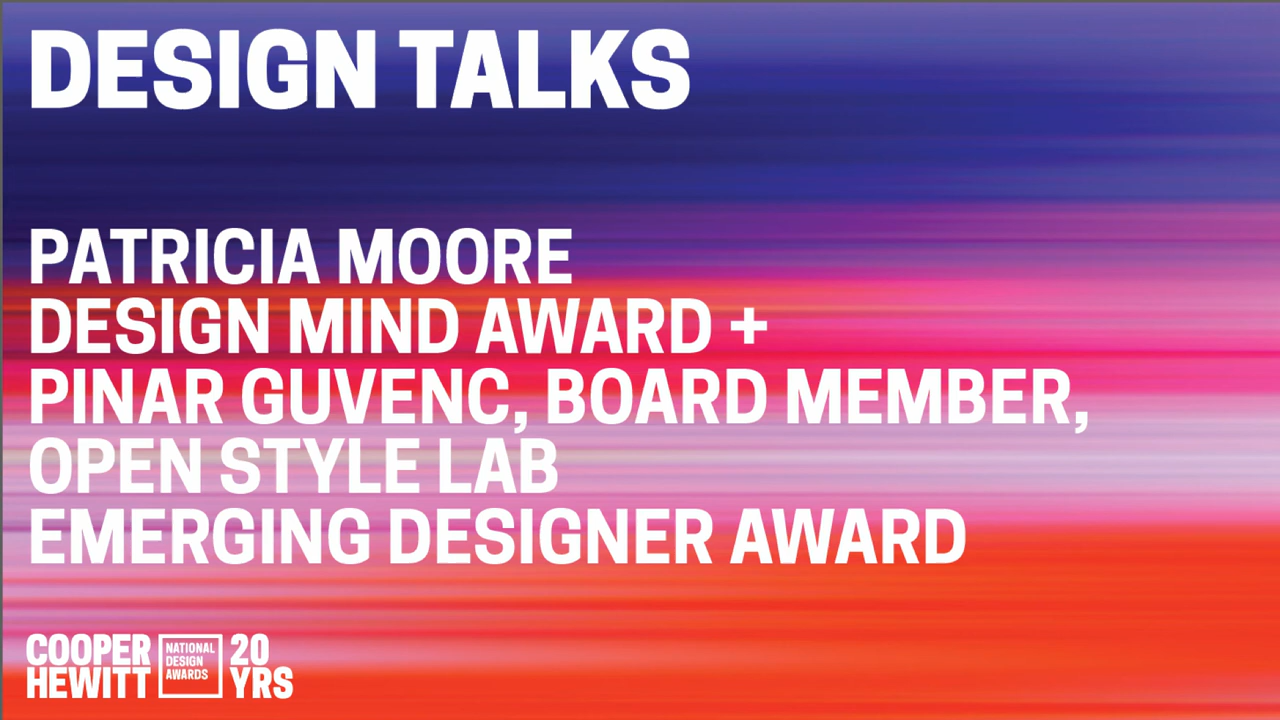 DESIGN TALKS
PATRICIA MOORE
DESIGN MIND AWARD +
PINAR GUVENC, BOARD MEMBER,
OPEN STYLE LAB
EMERGING DESIGNER AWARD
COOPER
HEWITT
NATIONAL
DESIGN
AWARDS
20
YRS